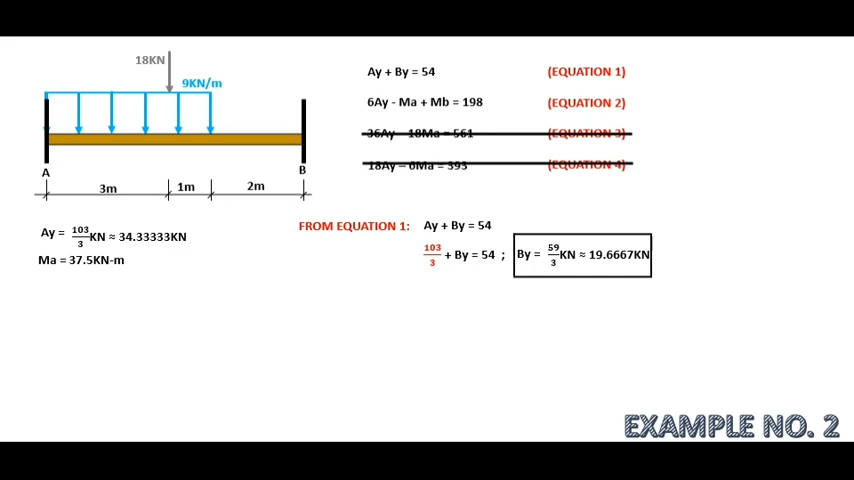 18KN
9KN/m
A
B
3m
1m
2m
Ay + By = 54 (EQUATION 1)
6Ay - Ma + Mb = 198 (EQUATION 2)
36Ay – 18Ma = 561 (EQUATION 3)
18Ay – 6Ma = 393 (EQUATION 4)
Ay = 103/3 KN ≈ 34.33333KN
Ma = 37.5KN-m
FROM EQUATION 1: Ay + By = 54
103/3 + By = 54 ; By = 59/3 KN ≈ 19.6667KN
EXAMPLE NO. 2